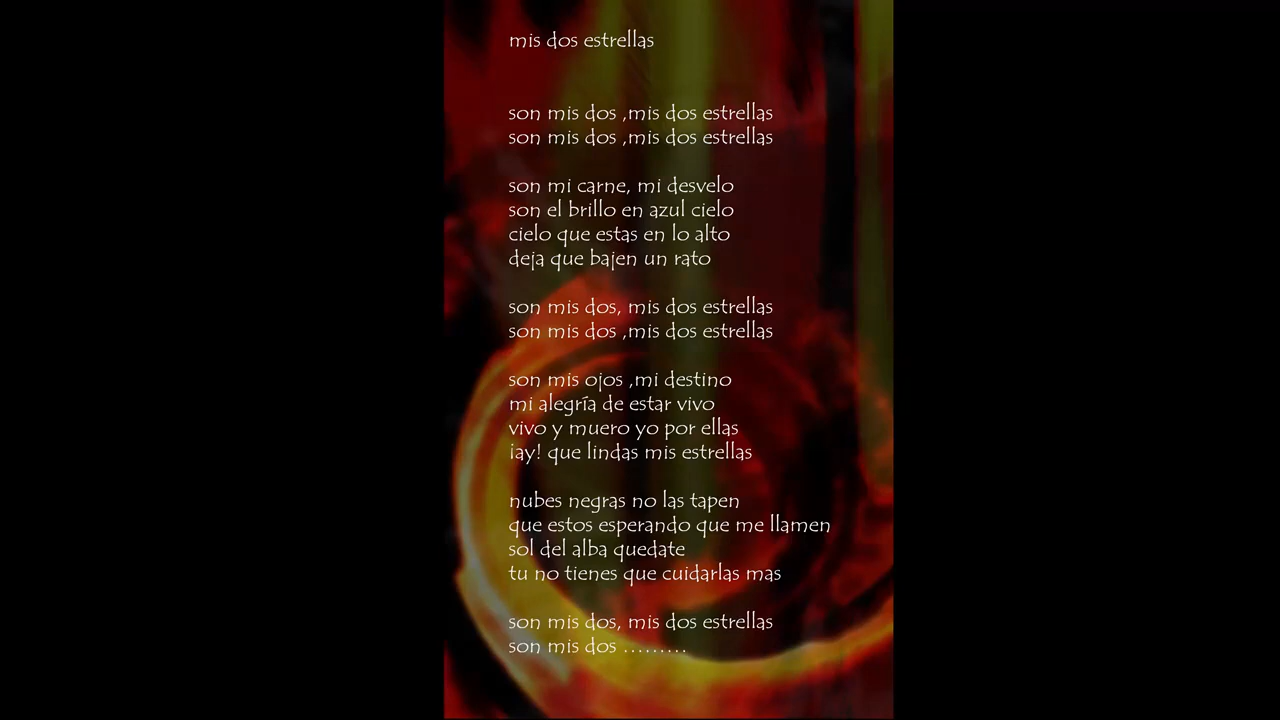 mis dos estrellas
son mis dos ,mis dos estrellas
son mis dos ,mis dos estrellas
son mi carne, mi desvelo
son el brillo en azul cielo
cielo que estas en lo alto
deja que bajen un rato
son mis dos, mis dos estrellas
son mis dos ,mis dos estrellas
son mis ojos ,mi destino
mi alegría de estar vivo
vivo y muero yo por ellas
¡ay! que lindas mis estrellas
nubes negras no las tapen
que estos esperando que me llamen
sol del alba quedate
tu no tienes que cuidarlas mas
son mis dos, mis dos estrellas
son mis dos .........